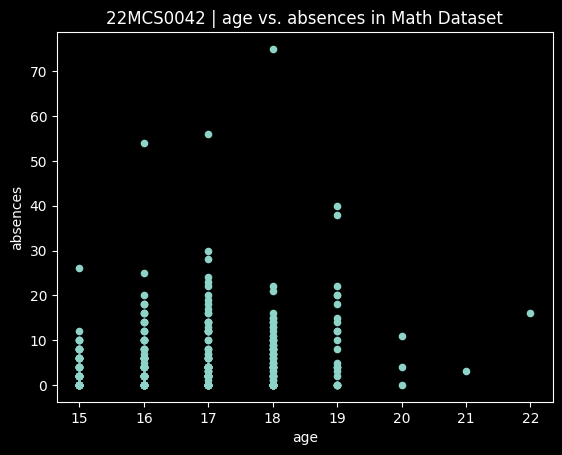 22MCS0042 | age vs. absences in Math Dataset
absences
70
60
50
40
30
20
10
0
15 16 17 18 19 20 21 22
age